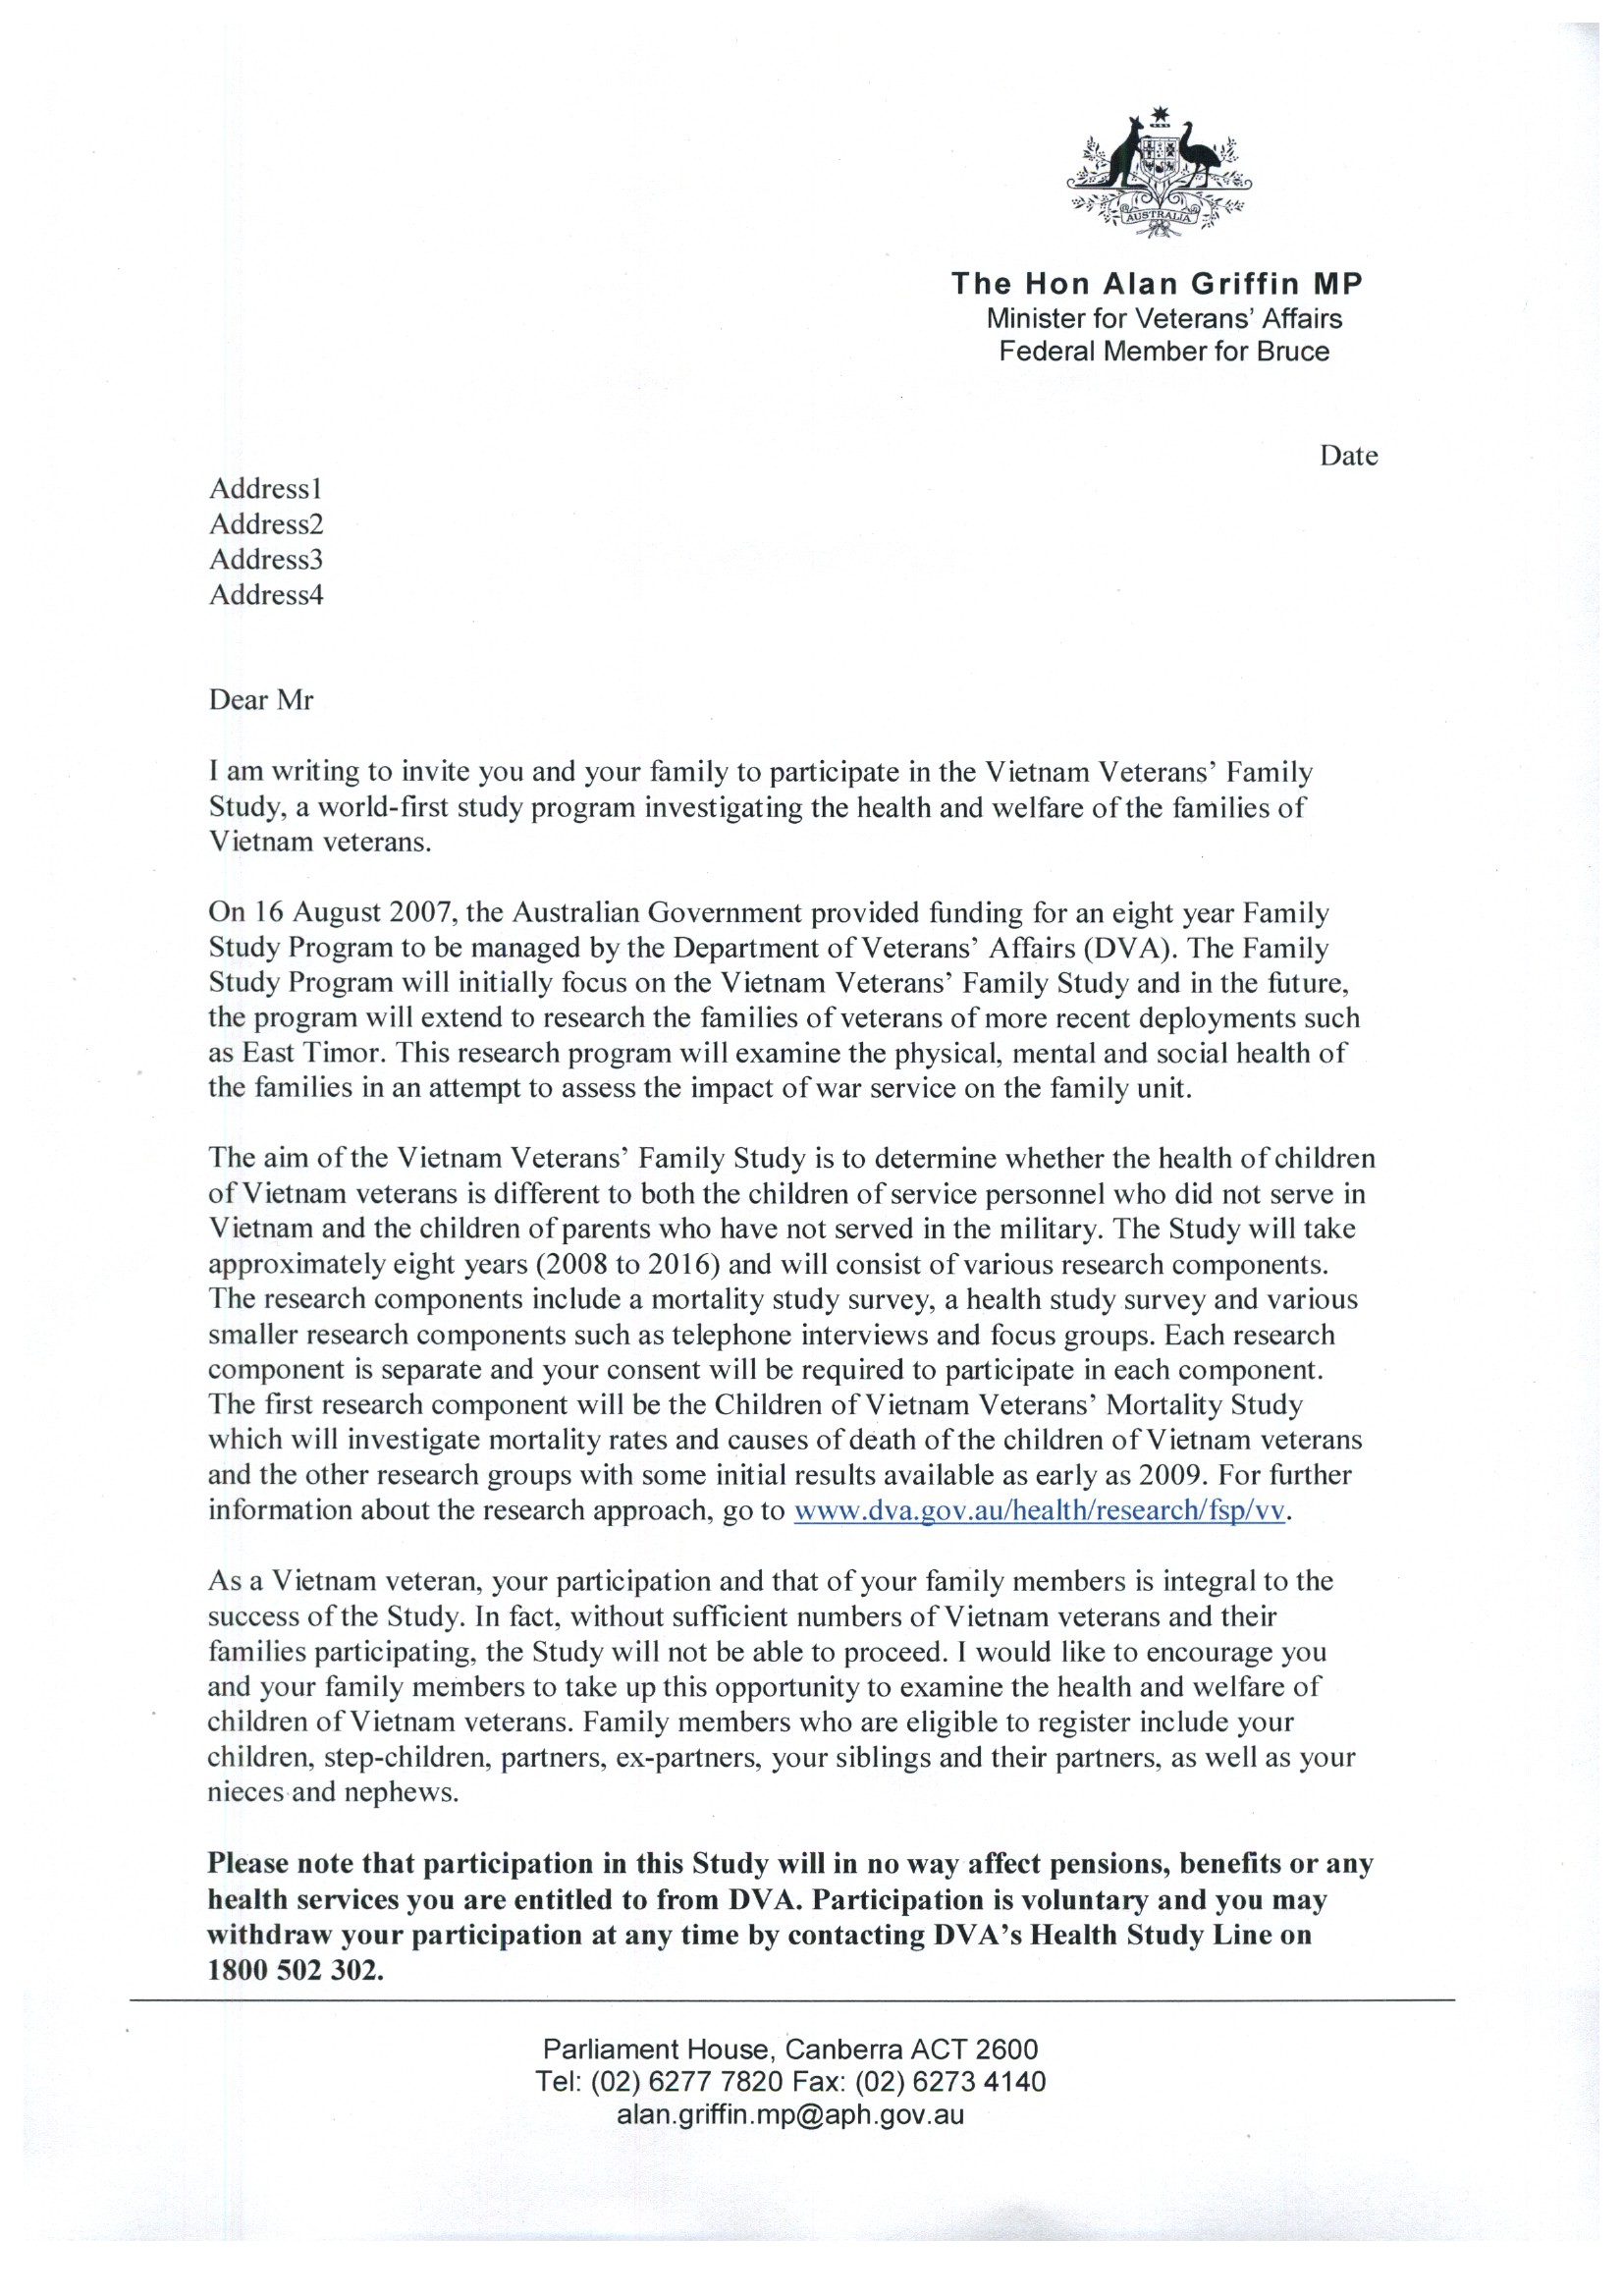 AUSTRALIA
The Hon Alan Griffin MP
Minister for Veterans’ Affairs
Federal Member for Bruce
Date
Address1
Address2
Address3
Address4
Dear Mr
I am writing to invite you and your family to participate in the Vietnam Veterans’ Family
Study, a world-first study program investigating the health and welfare of the families of
Vietnam veterans.
On 16 August 2007, the Australian Government provided funding for an eight year Family
Study Program to be managed by the Department of Veterans’ Affairs (DVA). The Family
Study Program will initially focus on the Vietnam Veterans’ Family Study and in the future,
the program will extend to research the families of veterans of more recent deployments such
as East Timor. This research program will examine the physical, mental and social health of
the families in an attempt to assess the impact of war service on the family unit.
The aim of the Vietnam Veterans’ Family Study is to determine whether the health of children
of Vietnam veterans is different to both the children of service personnel who did not serve in
Vietnam and the children of parents who have not served in the military. The Study will take
approximately eight years (2008 to 2016) and will consist of various research components.
The research components include a mortality study survey, a health study survey and various
smaller research components such as telephone interviews and focus groups. Each research
component is separate and your consent will be required to participate in each component.
The first research component will be the Children of Vietnam Veterans’ Mortality Study
which will investigate mortality rates and causes of death of the children of Vietnam veterans
and the other research groups with some initial results available as early as 2009. For further
information about the research approach, go to www.dva.gov.au/health/research/fsp/vv.
As a Vietnam veteran, your participation and that of your family members is integral to the
success of the Study. In fact, without sufficient numbers of Vietnam veterans and their
families participating, the Study will not be able to proceed. I would like to encourage you
and your family members to take up this opportunity to examine the health and welfare of
children of Vietnam veterans. Family members who are eligible to register include your
children, step-children, partners, ex-partners, your siblings and their partners, as well as your
nieces and nephews.
Please note that participation in this Study will in no way affect pensions, benefits or any
health services you are entitled to from DVA. Participation is voluntary and you may
withdraw your participation at any time by contacting DVA’s Health Study Line on
1800 502 302.
Parliament House, Canberra ACT 2600
Tel: (02) 6277 7820 Fax: (02) 6273 4140
alan.griffin.mp@aph.gov.au